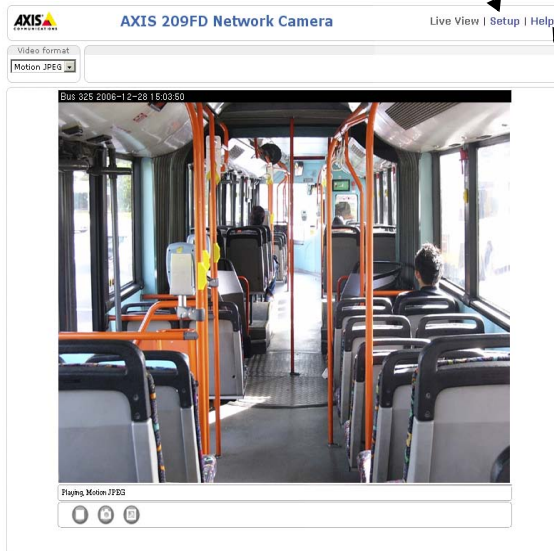 AXIS
COMMUNICATIONS
AXIS 209FD Network Camera
Live View | Setup | Help
Video format
Motion JPEG
Bus 325 2006-12-28 15:03:50
Playing, Motion JPEG